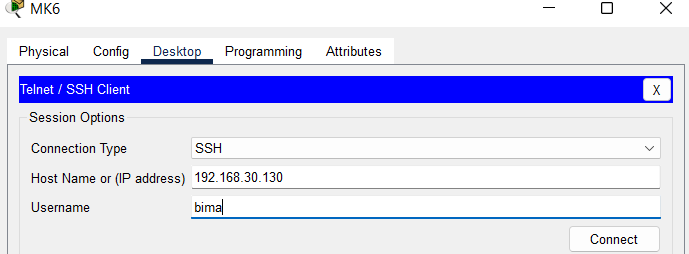 MK6
Physical Config Desktop Programming Attributes
Telnet / SSH Client X
Session Options
Connection Type SSH
Host Name or (IP address) 192.168.30.130
Username bima
Connect